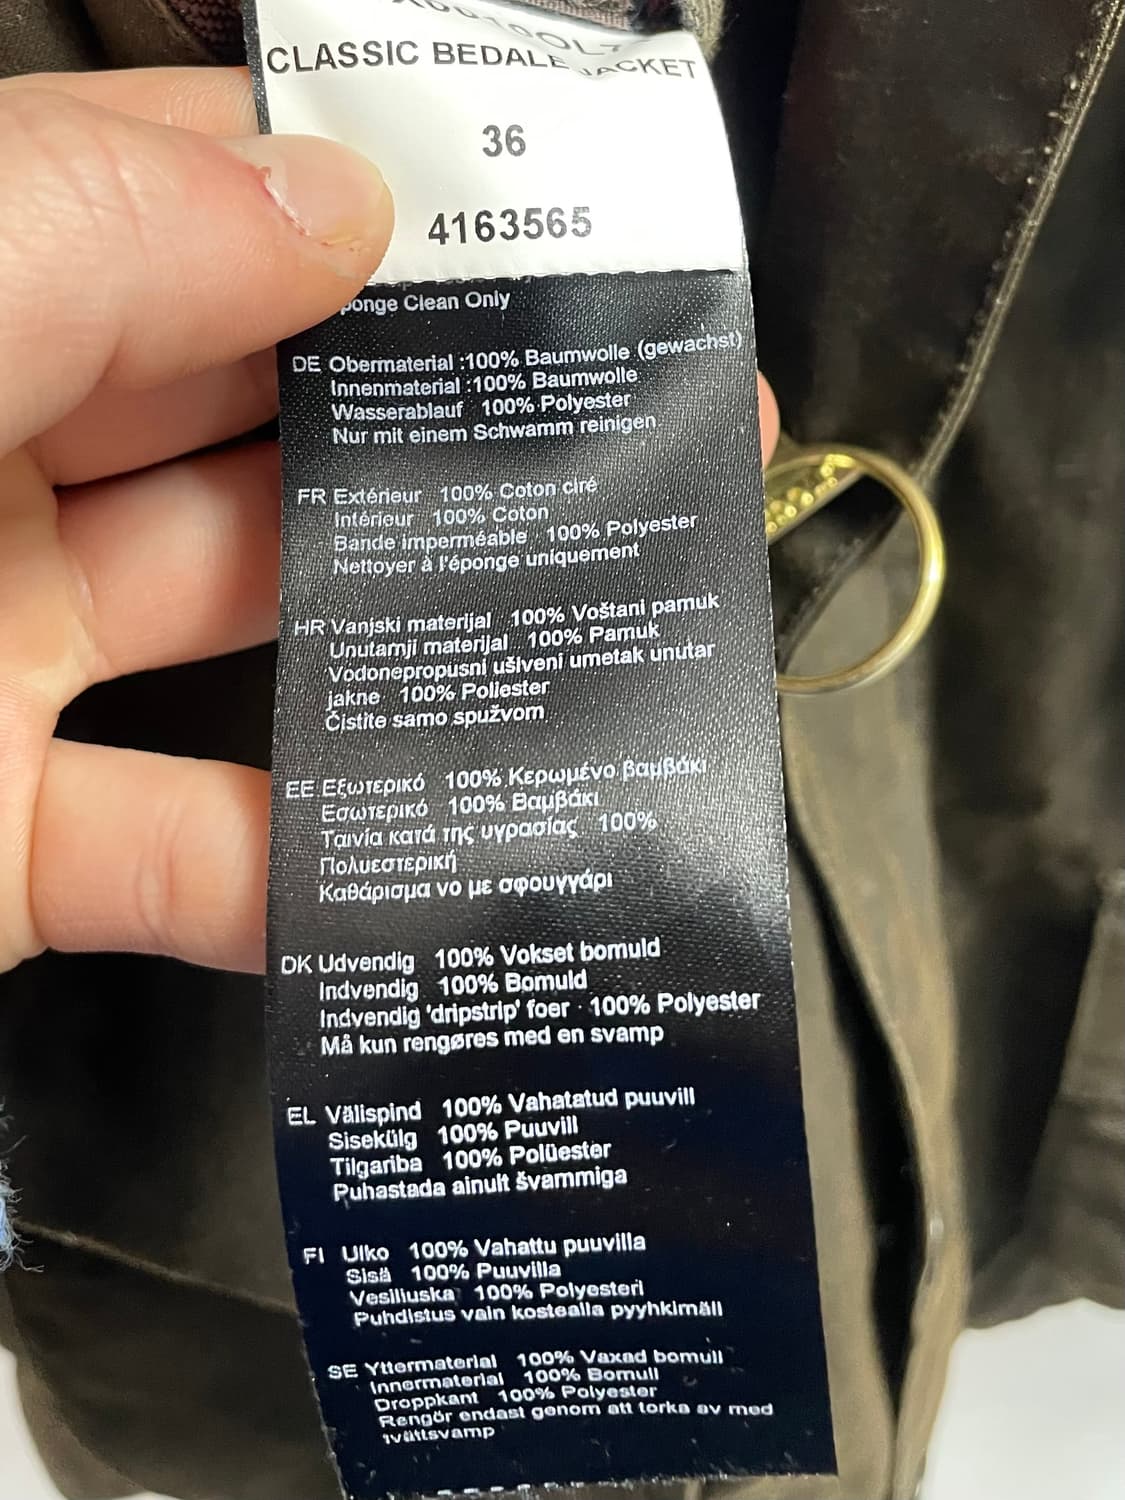 CLASSIC BEDALE JACKET
36
4163565
Clean Only
DE Obermaterial :100% Baumwolle (gewachst)
Innenmaterial :100% Baumwolle
Wasserablauf 100% Polyester
Nur mit einem Schwamm reinigen
FR Extérieur 100% Coton ciré
Intérieur 100% Coton
Bande imperméable 100% Polyester
Nettoyer à l'éponge uniquement
HR Vanjski materijal 100% Voštani pamuk
Unutarnji materijal 100% Pamuk
Vodonepropusni ušiveni umetak unutar
jakne 100% Poliester
Čistite samo spužvom
EE Εξωτερικό 100% Κερωμένο βαμβάκι
Εσωτερικό 100% Βαμβάκι
Ταινία κατά της υγρασίας 100%
Πολυεστερική
Καθάρισμα νο με σφουγγάρι
DK Udvendig 100% Vokset bomuld
Indvendig 100% Bomuld
Indvendig 'dripstrip' foer 100% Polyester
Må kun rengøres med en svamp
EL Välispind 100% Vahatatud puuvill
Sisekülg 100% Puuvill
Tilgariba 100% Polüester
Puhastada ainult švammiga
FI Ulko 100% Vahattu puuvilla
Sisä 100% Puuvilla
Vesiliuska 100% Polyesteri
Puhdistus vain kostealla pyyhkimäll
SE Yttermaterial 100% Vaxad bomull
Innermaterial 100% Bomull
Droppkant 100% Polyester
Rengör endast genom att torka av med
tvättsvamp